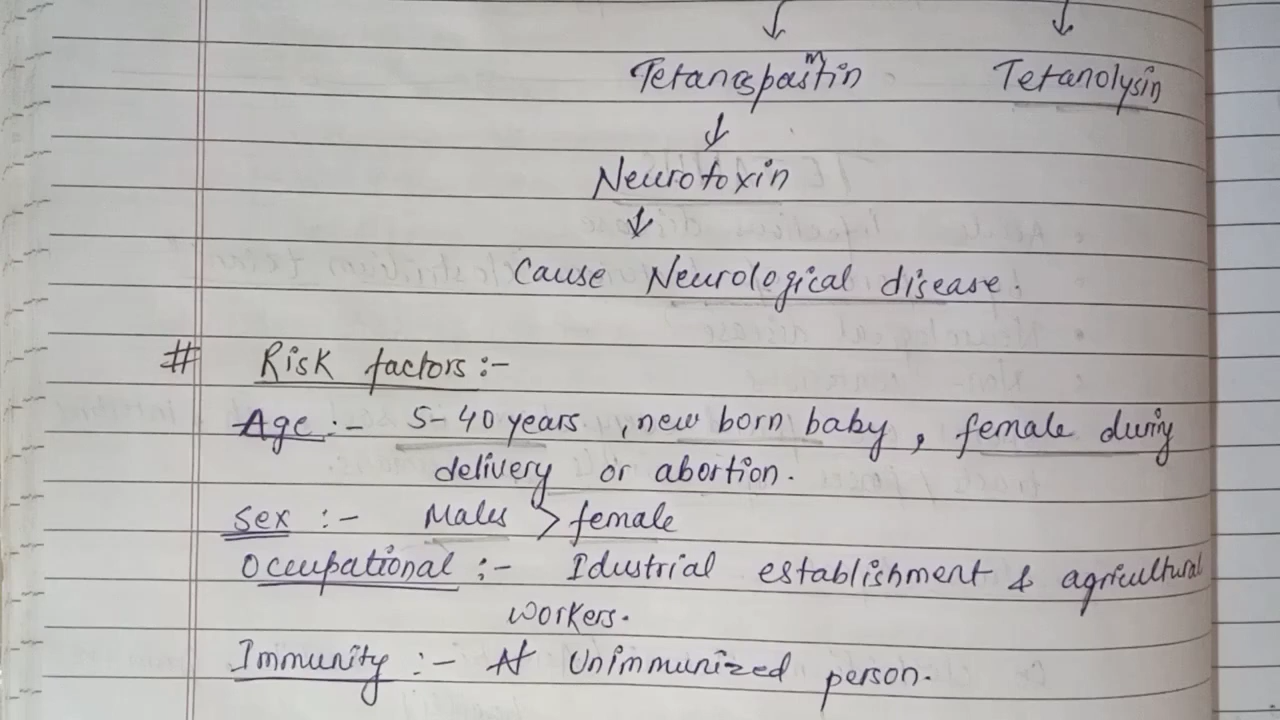 ↓ ↓
Tetanospasmin Tetanolysin
↓
Neurotoxin
↓
Cause Neurological disease.
# Risk factors :-
Age :- 5-40 years, new born baby, female during
delivery or abortion.
Sex :- Males > female
Occupational :- Idustrial establishment & agricultural
workers.
Immunity :- Unimmunized person.